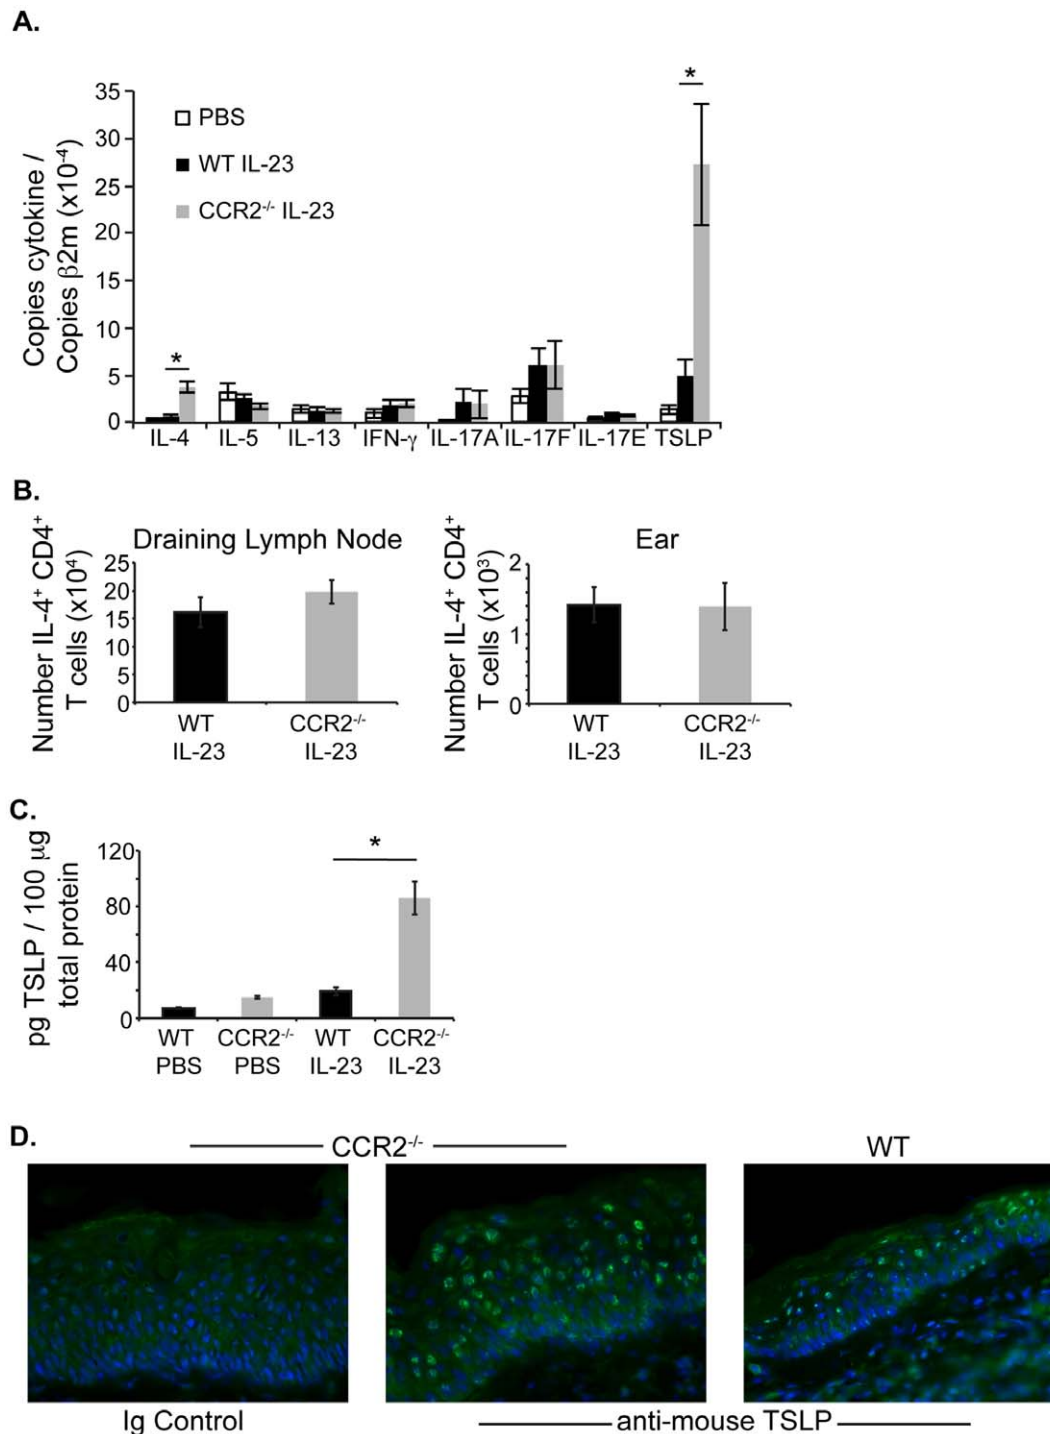 A.
Copies cytokine /
Copies β2m (x10⁻⁴)
35
30
25
20
15
10
5
0
PBS
WT IL-23
CCR2⁻/⁻ IL-23
*
*
IL-4 IL-5 IL-13 IFN-γ IL-17A IL-17F IL-17E TSLP
B.
Number IL-4⁺ CD4⁺
T cells (x10⁴)
Draining Lymph Node
25
20
15
10
5
0
WT
IL-23
CCR2⁻/⁻
IL-23
Number IL-4⁺ CD4⁺
T cells (x10³)
Ear
2
1
0
WT
IL-23
CCR2⁻/⁻
IL-23
C.
pg TSLP / 100 μg
total protein
120
80
40
0
*
WT
PBS
CCR2⁻/⁻
PBS
WT
IL-23
CCR2⁻/⁻
IL-23
D.
CCR2⁻/⁻
WT
Ig Control
anti-mouse TSLP